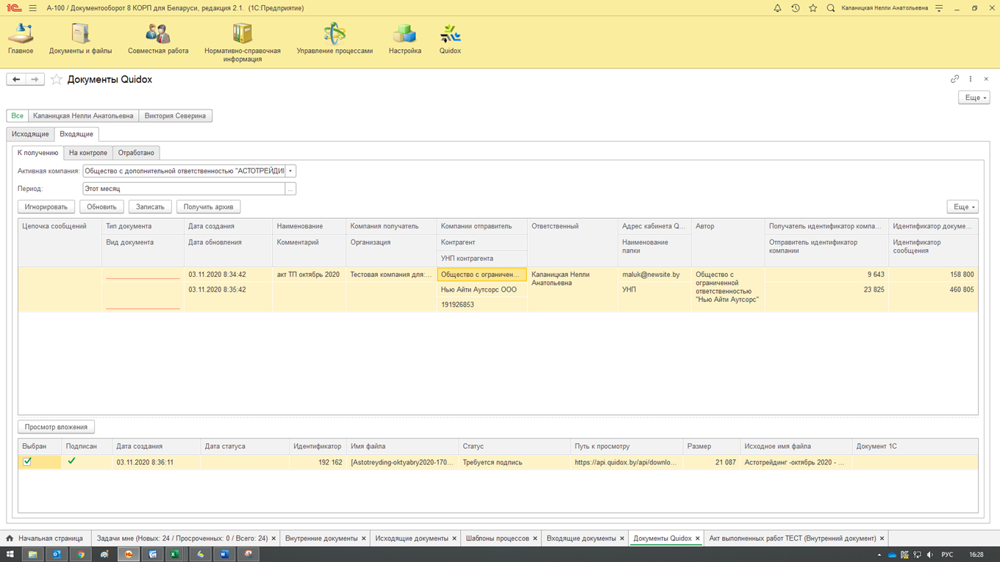 А-100 / Документооборот 8 КОРП для Беларуси, редакция 2.1. (1С:Предприятие)
Капаницкая Нелли Анатольевна
Главное
Документы и файлы
Совместная работа
Нормативно-справочная
информация
Управление процессами
Настройка
Quidox
Документы Quidox
Еще
Все
Капаницкая Нелли Анатольевна
Виктория Северина
Исходящие
Входящие
К получению
На контроле
Отработано
Активная компания:
Общество с дополнительной ответственностью "АСТОТРЕЙДИ
Период:
Этот месяц
...
Игнорировать
Обновить
Записать
Получить архив
Еще
Цепочка сообщений
Тип документа
Дата создания
Наименование
Компания получатель
Компании отправитель
Ответственный
Адрес кабинета Q...
Автор
Получатель идентификатор компа...
Идентификатор докуме...
Вид документа
Дата обновления
Комментарий
Организация
Контрагент
Наименование
папки
Отправитель идентификатор
компании
Идентификатор
сообщения
УНП контрагента
03.11.2020 8:34:42
акт ТП октябрь 2020
Тестовая компания для:...
Общество с ограничен...
Капаницкая Нелли
Анатольевна
maluk@newsite.by
Общество с
ограниченной
ответственностью
"Нью Айти Аутсорс"
9 643
158 800
03.11.2020 8:35:42
Нью Айти Аутсорс ООО
УНП
23 825
460 805
191926853
Просмотр вложения
Выбран
Подписан
Дата создания
Дата статуса
Идентификатор
Имя файла
Статус
Путь к просмотру
Размер
Исходное имя файла
Документ 1С
03.11.2020 8:36:11
192 162
[Astotreyding-oktyabry2020-170...
Требуется подпись
https://api.quidox.by/api/downlo...
21 087
Астотрейдинг -октябрь 2020 - ...
Начальная страница
Задачи мне (Новых: 24 / Просроченных: 0 / Всего: 24)
Внутренние документы
Исходящие документы
Шаблоны процессов
Входящие документы
Документы Quidox
Акт выполненных работ ТЕСТ (Внутренний документ)
РУС
16:28